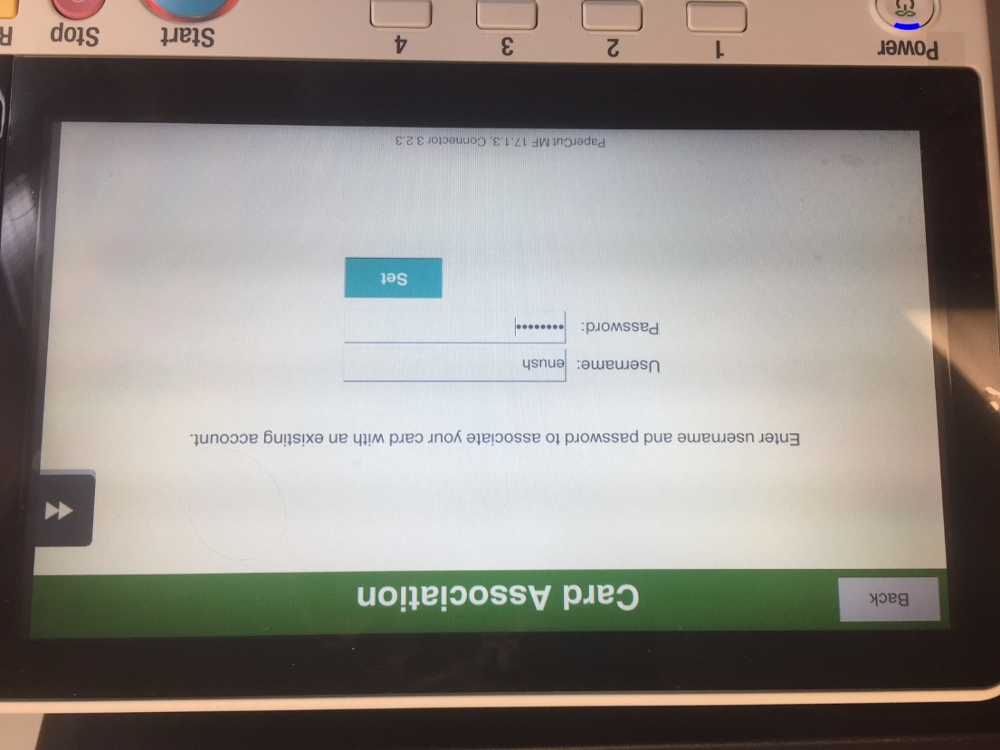 Back
Card Association
Enter username and password to associate your card with an existing account.
Username: enush
Password: ••••••••
Set
PaperCut MF 17.1.3, Connector 3.2.3
Power
1
2
3
4
Start
Stop
R